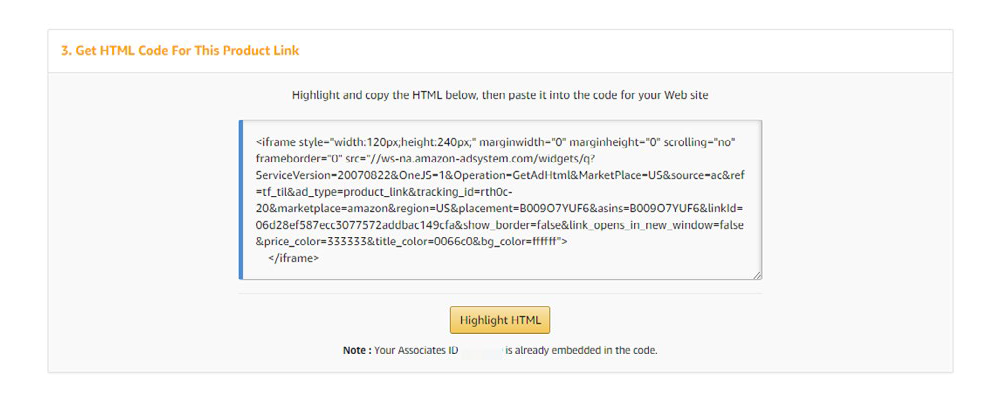 3. Get HTML Code For This Product Link
Highlight and copy the HTML below, then paste it into the code for your Web site
<iframe style="width:120px;height:240px;" marginwidth="0" marginheight="0" scrolling="no"
frameborder="0" src="//ws-na.amazon-adsystem.com/widgets/q?
ServiceVersion=20070822&OneJS=1&Operation=GetAdHtml&MarketPlace=US&source=ac&ref
=tf_til&ad_type=product_link&tracking_id=rth0c-
20&marketplace=amazon&region=US&placement=B009O7YUF6&asins=B009O7YUF6&linkId=
06d28ef587ecc3077572addbac149cfa&show_border=false&link_opens_in_new_window=false
&price_color=333333&title_color=0066c0&bg_color=ffffff">
</iframe>
Highlight HTML
Note : Your Associates ID is already embedded in the code.